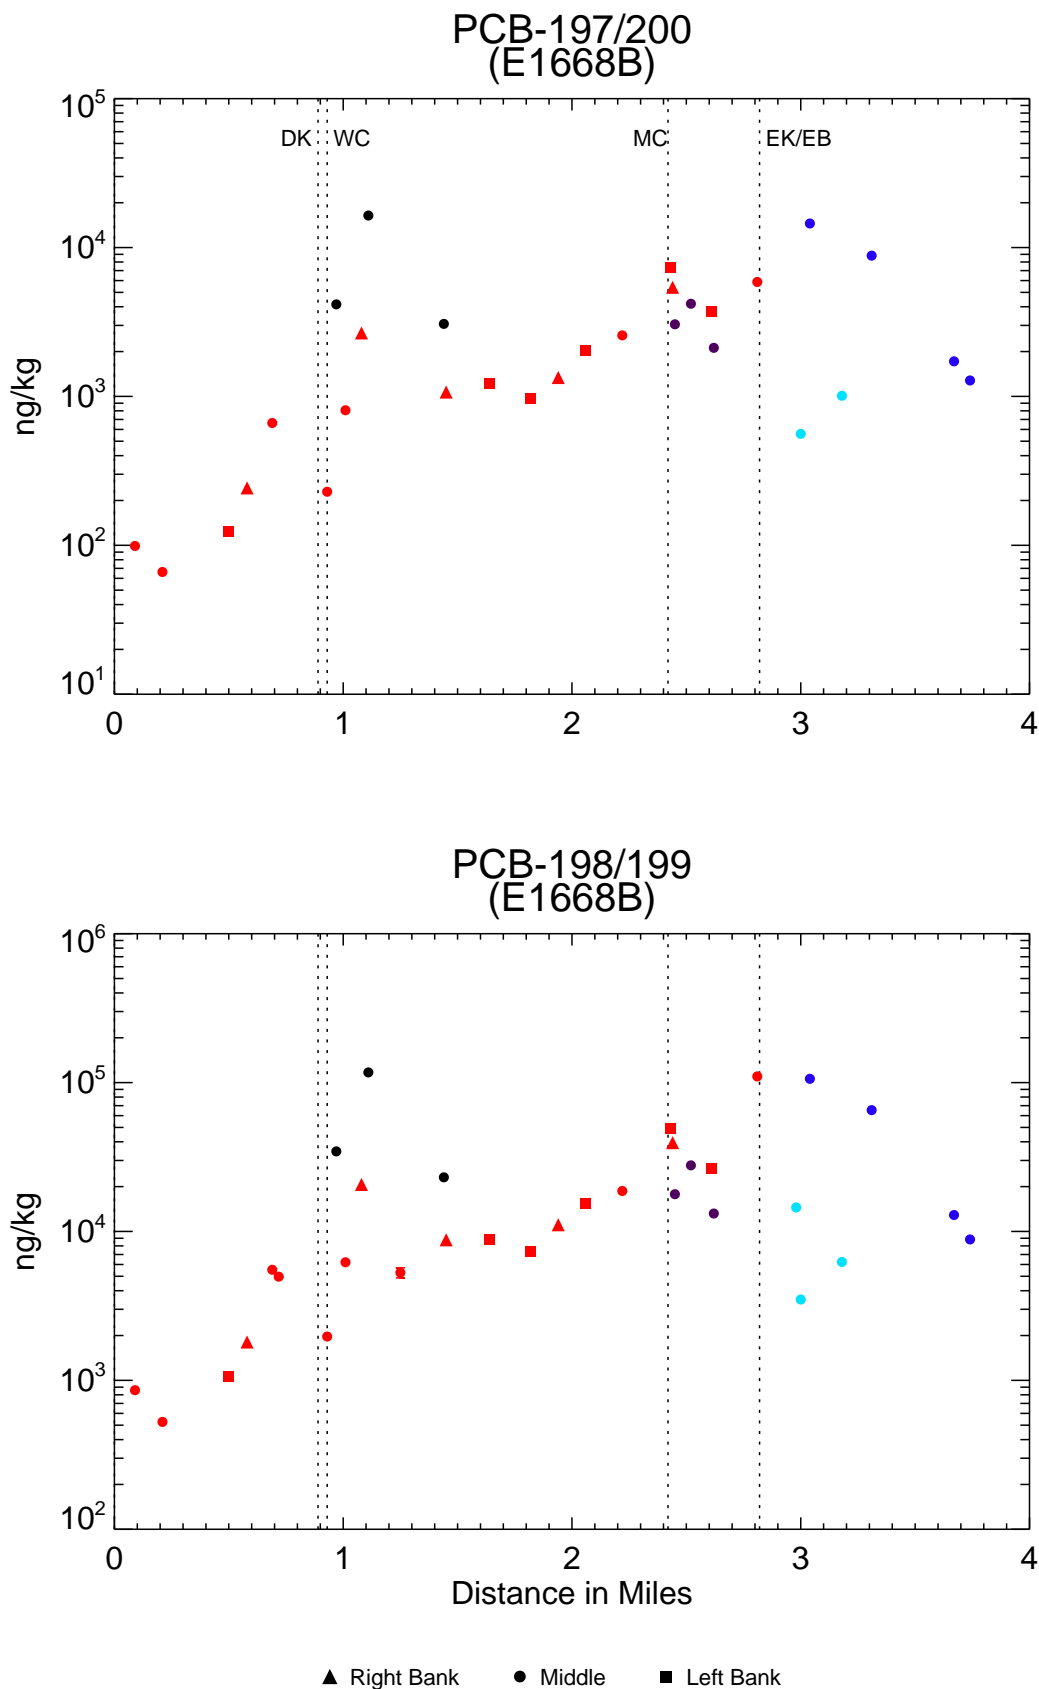 PCB-197/200
(E1668B)
10^5
DK WC MC EK/EB
10^4
ng/kg
10^3
10^2
10^1
0 1 2 3 4
PCB-198/199
(E1668B)
10^6
10^5
ng/kg
10^4
10^3
10^2
0 1 2 3 4
Distance in Miles
Right Bank Middle Left Bank